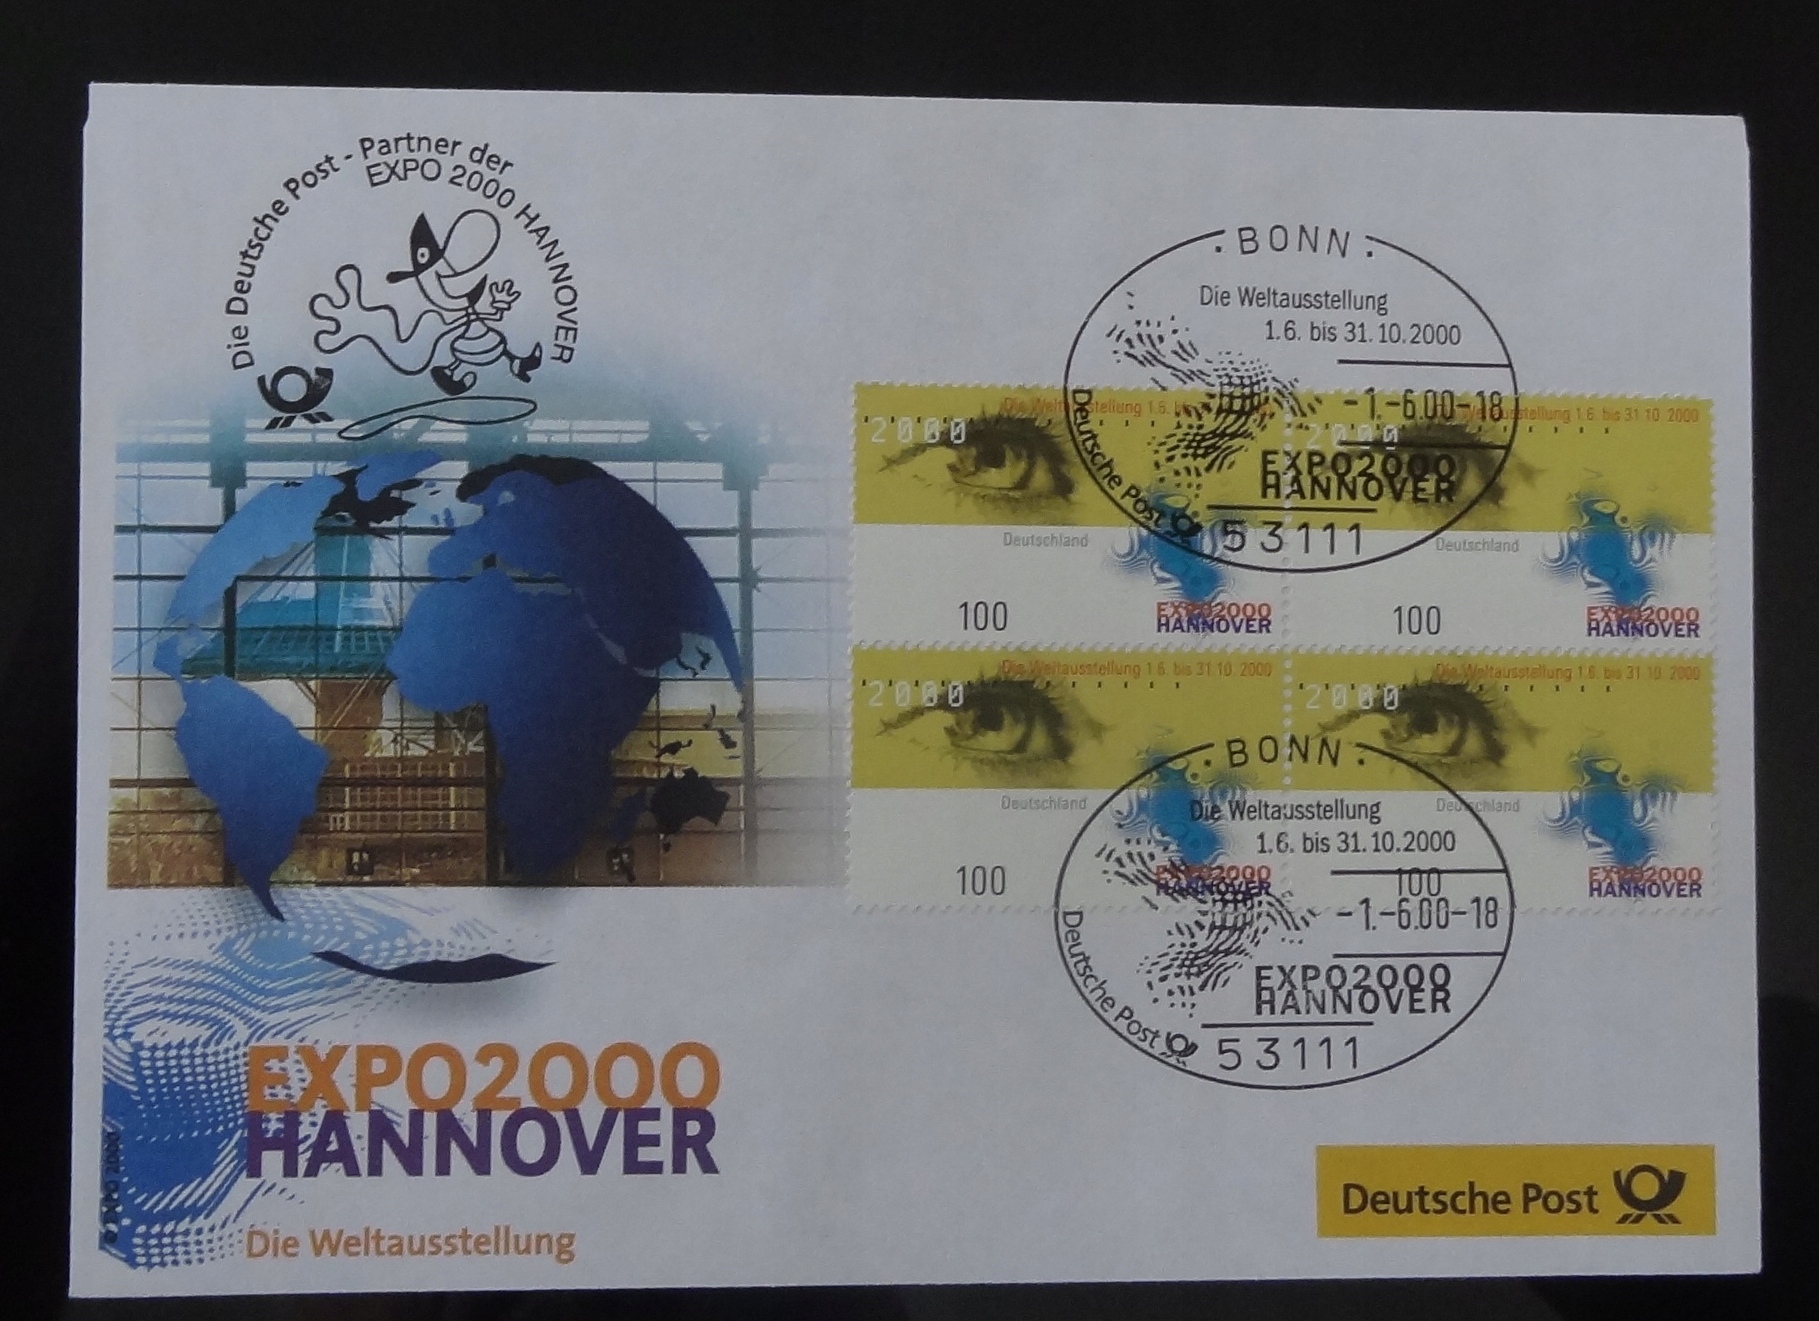 Die Deutsche Post - Partner der
EXPO 2000 HANNOVER
BONN
Die Weltausstellung
1.6. bis 31.10.2000
-1.-6.00-18
EXPO2000
HANNOVER
Deutsche Post
53111
Die Weltausstellung 1.6. bis
2000
Deutschland
100
EXPO2000
HANNOVER
Die Weltausstellung 1.6. bis 31.10.2000
2000
Deutschland
100
EXPO2000
HANNOVER
Die Weltausstellung 1.6. bis 31.10.2000
2000
Deutschland
100
EXPO2000
HANNOVER
Die Weltausstellung 1.6. bis 31.10.2000
2000
Deutschland
100
EXPO2000
HANNOVER
BONN
Die Weltausstellung
1.6. bis 31.10.2000
-1.-6.00-18
EXPO2000
HANNOVER
Deutsche Post
53111
EXPO2000
HANNOVER
Die Weltausstellung
© EXPO 2000
Deutsche Post